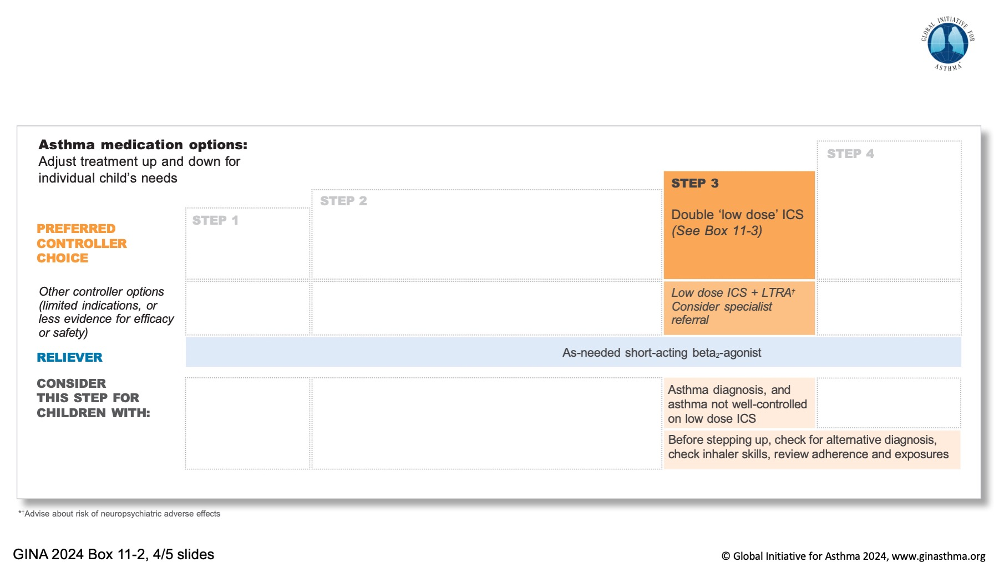 GLOBAL INITIATIVE FOR
ASTHMA
Asthma medication options:
Adjust treatment up and down for
individual child’s needs
STEP 1
STEP 2
STEP 3
STEP 4
PREFERRED
CONTROLLER
CHOICE
Double ‘low dose’ ICS
(See Box 11-3)
Other controller options
(limited indications, or
less evidence for efficacy
or safety)
Low dose ICS + LTRA†
Consider specialist
referral
RELIEVER
As-needed short-acting beta₂-agonist
CONSIDER
THIS STEP FOR
CHILDREN WITH:
Asthma diagnosis, and
asthma not well-controlled
on low dose ICS
Before stepping up, check for alternative diagnosis,
check inhaler skills, review adherence and exposures
*†Advise about risk of neuropsychiatric adverse effects
GINA 2024 Box 11-2, 4/5 slides
© Global Initiative for Asthma 2024, www.ginasthma.org